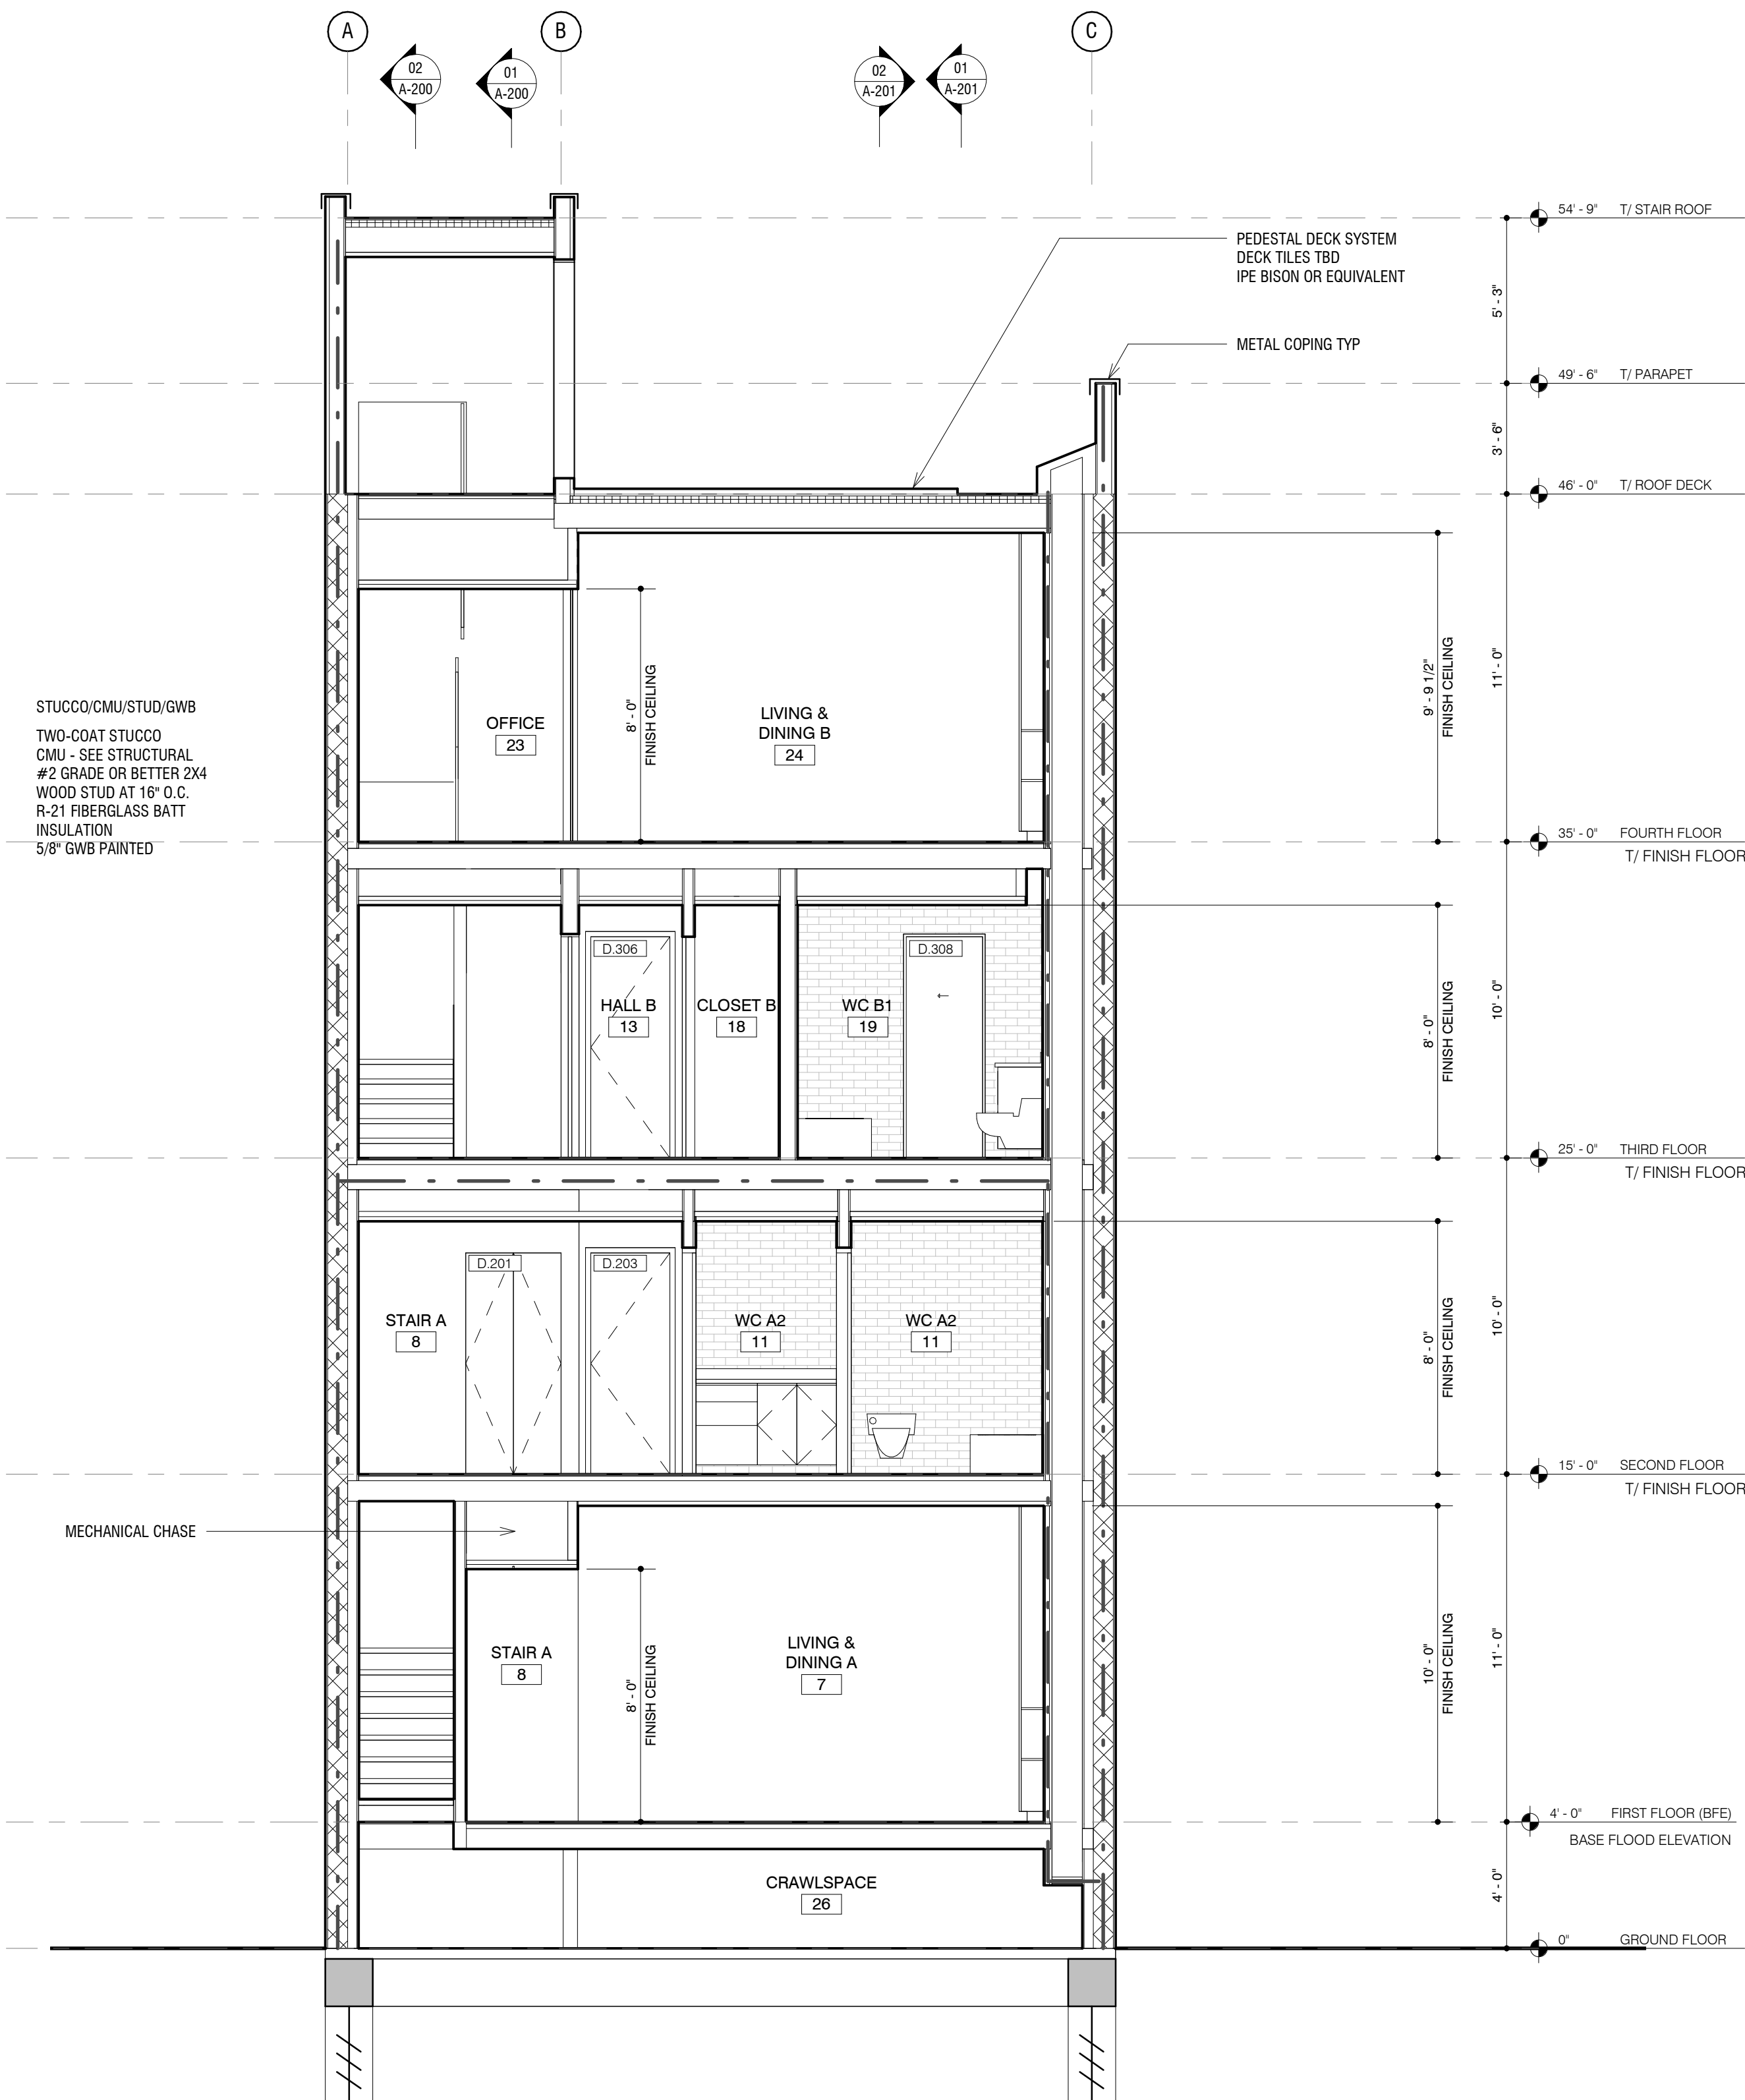 A
B
C
02
A-200
01
A-200
02
A-201
01
A-201
54' - 9" T/ STAIR ROOF
PEDESTAL DECK SYSTEM
DECK TILES TBD
IPE BISON OR EQUIVALENT
5' - 3"
METAL COPING TYP
49' - 6" T/ PARAPET
3' - 6"
46' - 0" T/ ROOF DECK
STUCCO/CMU/STUD/GWB
TWO-COAT STUCCO
CMU - SEE STRUCTURAL
#2 GRADE OR BETTER 2X4
WOOD STUD AT 16" O.C.
R-21 FIBERGLASS BATT
INSULATION
5/8" GWB PAINTED
OFFICE
23
8' - 0"
FINISH CEILING
LIVING &
DINING B
24
9' - 9 1/2"
FINISH CEILING
11' - 0"
35' - 0" FOURTH FLOOR
T/ FINISH FLOOR
D.306
D.308
HALL B
13
CLOSET B
18
WC B1
19
8' - 0"
FINISH CEILING
10' - 0"
25' - 0" THIRD FLOOR
T/ FINISH FLOOR
D.201
D.203
STAIR A
8
WC A2
11
WC A2
11
8' - 0"
FINISH CEILING
10' - 0"
15' - 0" SECOND FLOOR
T/ FINISH FLOOR
MECHANICAL CHASE
STAIR A
8
8' - 0"
FINISH CEILING
LIVING &
DINING A
7
10' - 0"
FINISH CEILING
11' - 0"
4' - 0" FIRST FLOOR (BFE)
BASE FLOOD ELEVATION
CRAWLSPACE
26
4' - 0"
0" GROUND FLOOR